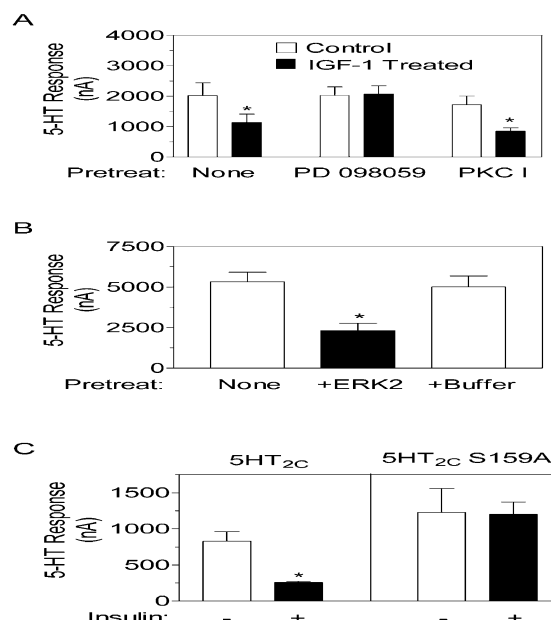 A
4000
3000
2000
1000
0
5-HT Response
(nA)
Control
IGF-1 Treated
*
*
Pretreat: None PD 098059 PKC I
B
7500
5000
2500
0
5-HT Response
(nA)
*
Pretreat: None +ERK2 +Buffer
C
5HT2C 5HT2C S159A
1500
1000
500
0
5-HT Response
(nA)
*
Insulin: - + - +